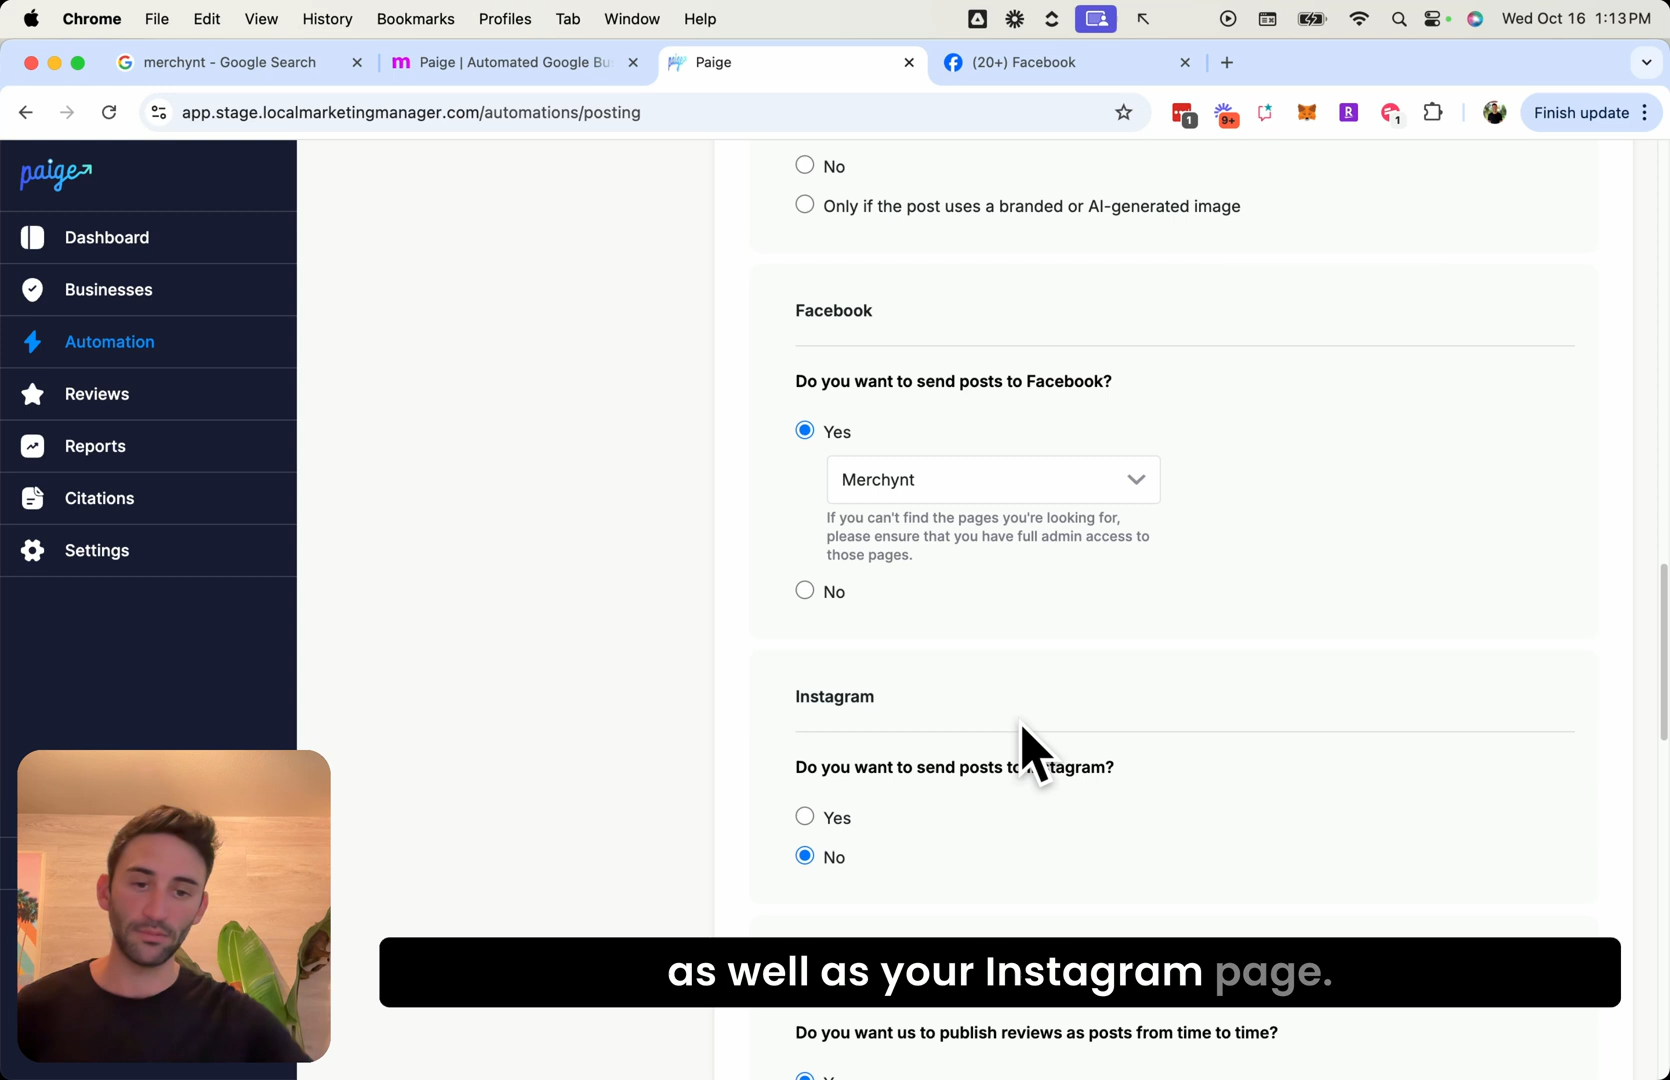 Chrome File Edit View History Bookmarks Profiles Tab Window Help Wed Oct 16 1:13 PM
merchynt - Google Search
Paige | Automated Google Bu
Paige
(20+) Facebook
app.stage.localmarketingmanager.com/automations/posting
1
9+
R
1
Finish update
paige
Dashboard
Businesses
Automation
Reviews
Reports
Citations
Settings
No
Only if the post uses a branded or AI-generated image
Facebook
Do you want to send posts to Facebook?
Yes
Merchynt
If you can't find the pages you're looking for,
please ensure that you have full admin access to
those pages.
No
Instagram
Do you want to send posts to Instagram?
Yes
No
as well as your Instagram page.
Do you want us to publish reviews as posts from time to time?